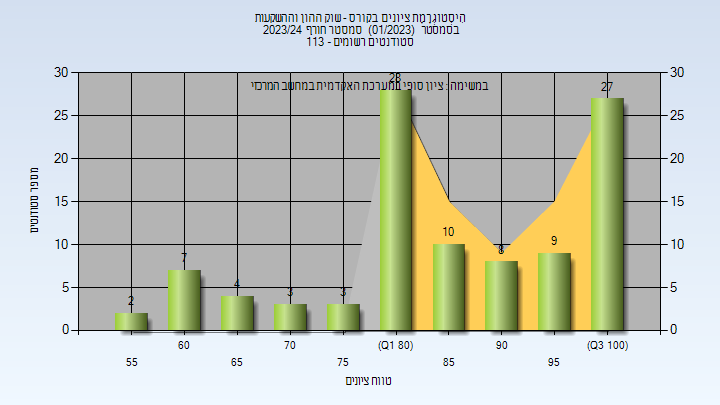 היסטוגרמת ציונים בקורס - שוק ההון וההשקעות
בסמסטר (01/2023) סמסטר חורף 2023/24
סטודנטים רשומים - 113
במשימה : ציון סופי ממערכת האקדמית במחשב המרכזי
30 30
25 25
20 20
15 15
10 10
5 5
0 0
2 7 4 3 3 28 10 8 9 27
מספר סטודנטים
55 60 65 70 75 (Q1 80) 85 90 95 (Q3 100)
טווח ציונים